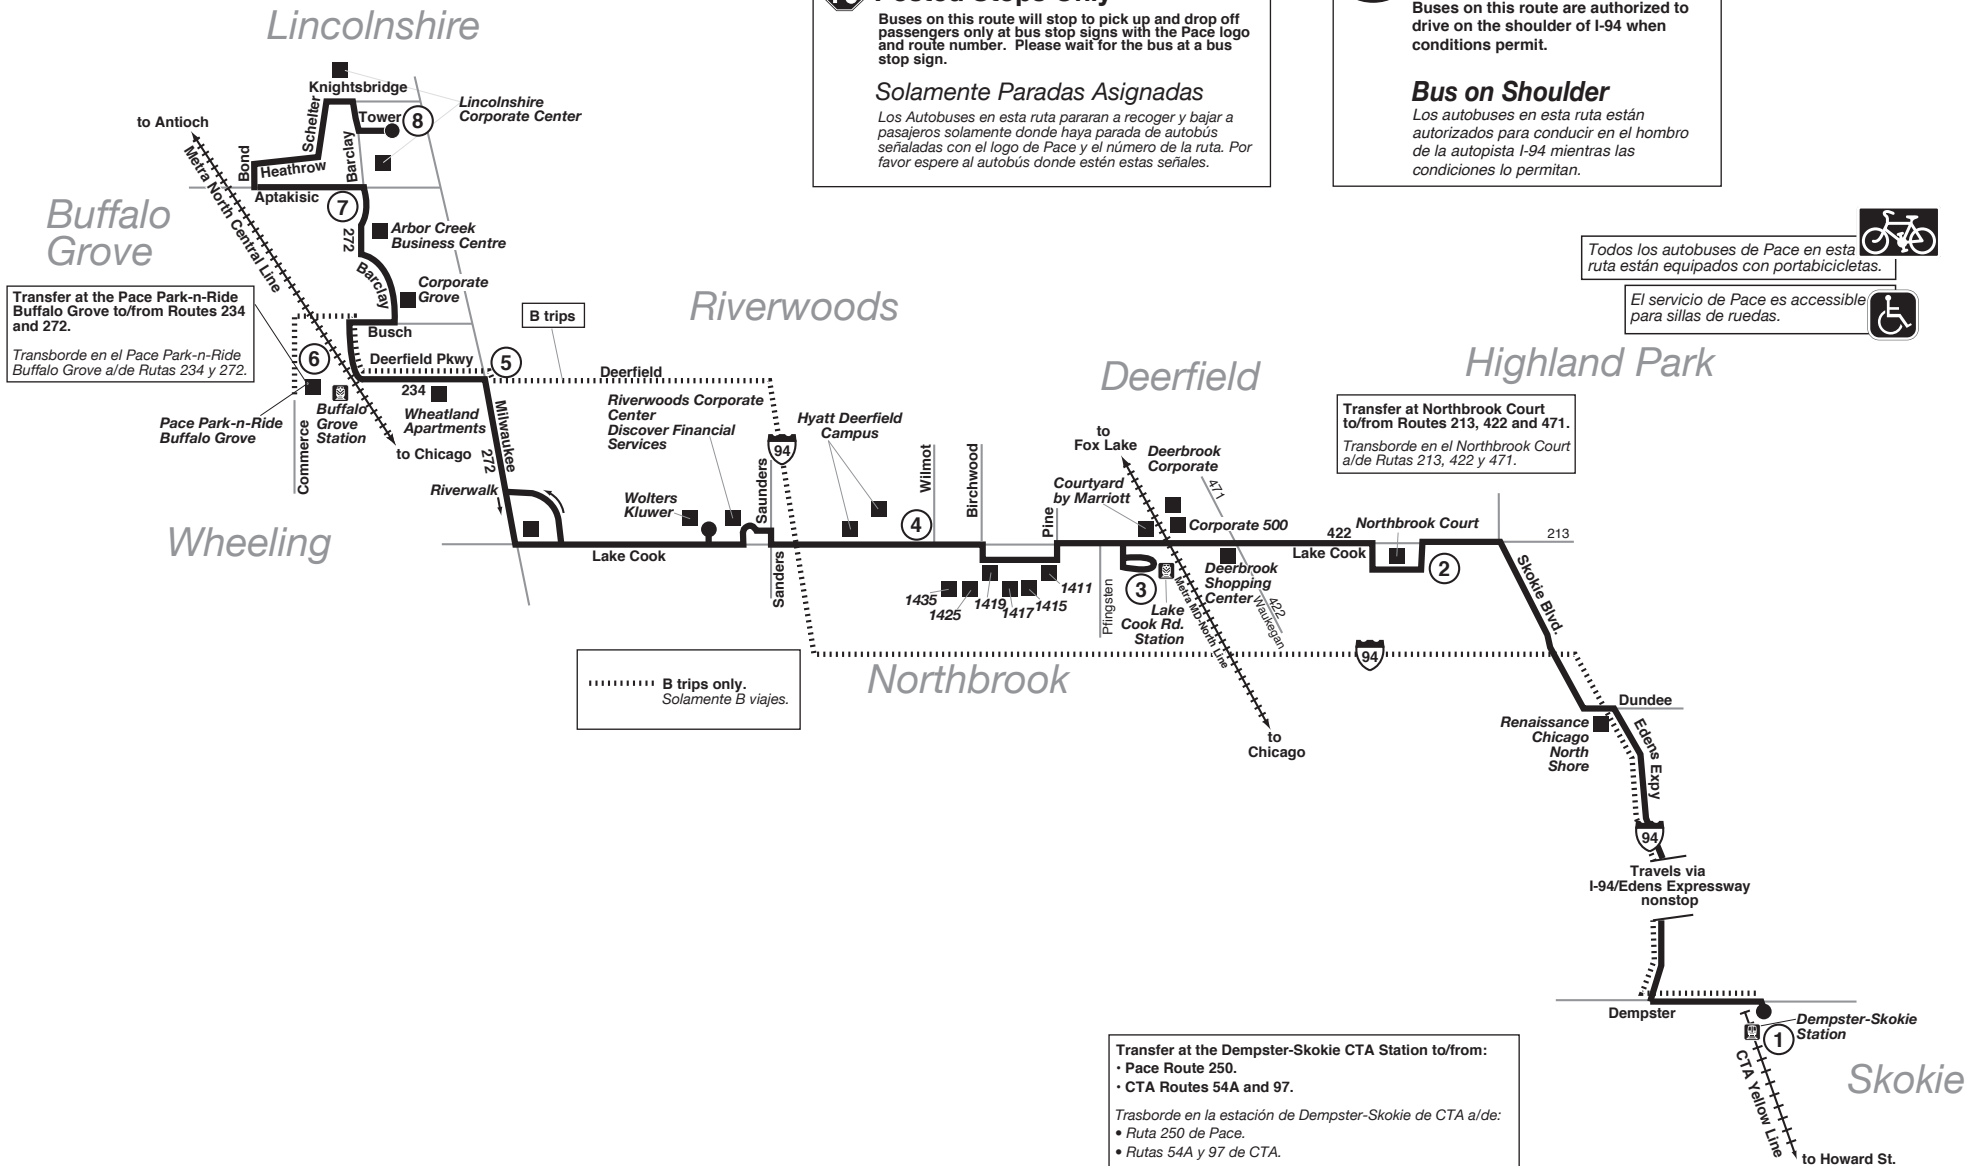 Lincolnshire
Posted Stops Only
Buses on this route will stop to pick up and drop off
passengers only at bus stop signs with the Pace logo
and route number. Please wait for the bus at a bus
stop sign.
Solamente Paradas Asignadas
Los Autobuses en esta ruta pararan a recoger y bajar a
pasajeros solamente donde haya parada de autobús
señaladas con el logo de Pace y el número de la ruta. Por
favor espere al autobús donde estén estas señales.
Buses on this route are authorized to
drive on the shoulder of I-94 when
conditions permit.
Bus on Shoulder
Los autobuses en esta ruta están
autorizados para conducir en el hombro
de la autopista I-94 mientras las
condiciones lo permitan.
Knightsbridge
Lincolnshire
Corporate Center
Schelter
Tower
8
to Antioch
Metra North Central Line
Bond
Heathrow
Barclay
Aptakisic
7
Buffalo
Grove
272
Arbor Creek
Business Centre
Barclay
Corporate
Grove
Todos los autobuses de Pace en esta
ruta están equipados con portabicicletas.
El servicio de Pace es accessible
para sillas de ruedas.
Transfer at the Pace Park-n-Ride
Buffalo Grove to/from Routes 234
and 272.
Transborde en el Pace Park-n-Ride
Buffalo Grove a/de Rutas 234 y 272.
Busch
B trips
Riverwoods
6
Deerfield Pkwy
5
Deerfield
Deerfield
Highland Park
234
Pace Park-n-Ride
Buffalo Grove
Buffalo
Grove
Station
Wheatland
Apartments
Commerce
to Chicago
Milwaukee
272
Riverwalk
Wheeling
Riverwoods Corporate
Center
Discover Financial
Services
Wolters
Kluwer
Saunders
94
Hyatt Deerfield
Campus
4
Wilmot
Birchwood
Pine
Lake Cook
Sanders
1435
1425
1419
1417
1415
1411
to
Fox Lake
Deerbrook
Corporate
Courtyard
by Marriott
471
Corporate 500
Transfer at Northbrook Court
to/from Routes 213, 422 and 471.
Transborde en el Northbrook Court
a/de Rutas 213, 422 y 471.
422
Northbrook Court
Lake Cook
2
213
Pfingsten
3
Lake
Cook Rd.
Station
Metra MD-North Line
Deerbrook
Shopping
Center
422
Waukegan
Skokie Blvd.
94
B trips only.
Solamente B viajes.
Northbrook
to
Chicago
Dundee
Renaissance
Chicago
North
Shore
Edens Expy
94
Travels via
I-94/Edens Expressway
nonstop
Dempster
Dempster-Skokie
Station
1
CTA Yellow Line
Skokie
to Howard St.
Transfer at the Dempster-Skokie CTA Station to/from:
· Pace Route 250.
· CTA Routes 54A and 97.
Trasborde en la estación de Dempster-Skokie de CTA a/de:
• Ruta 250 de Pace.
• Rutas 54A y 97 de CTA.